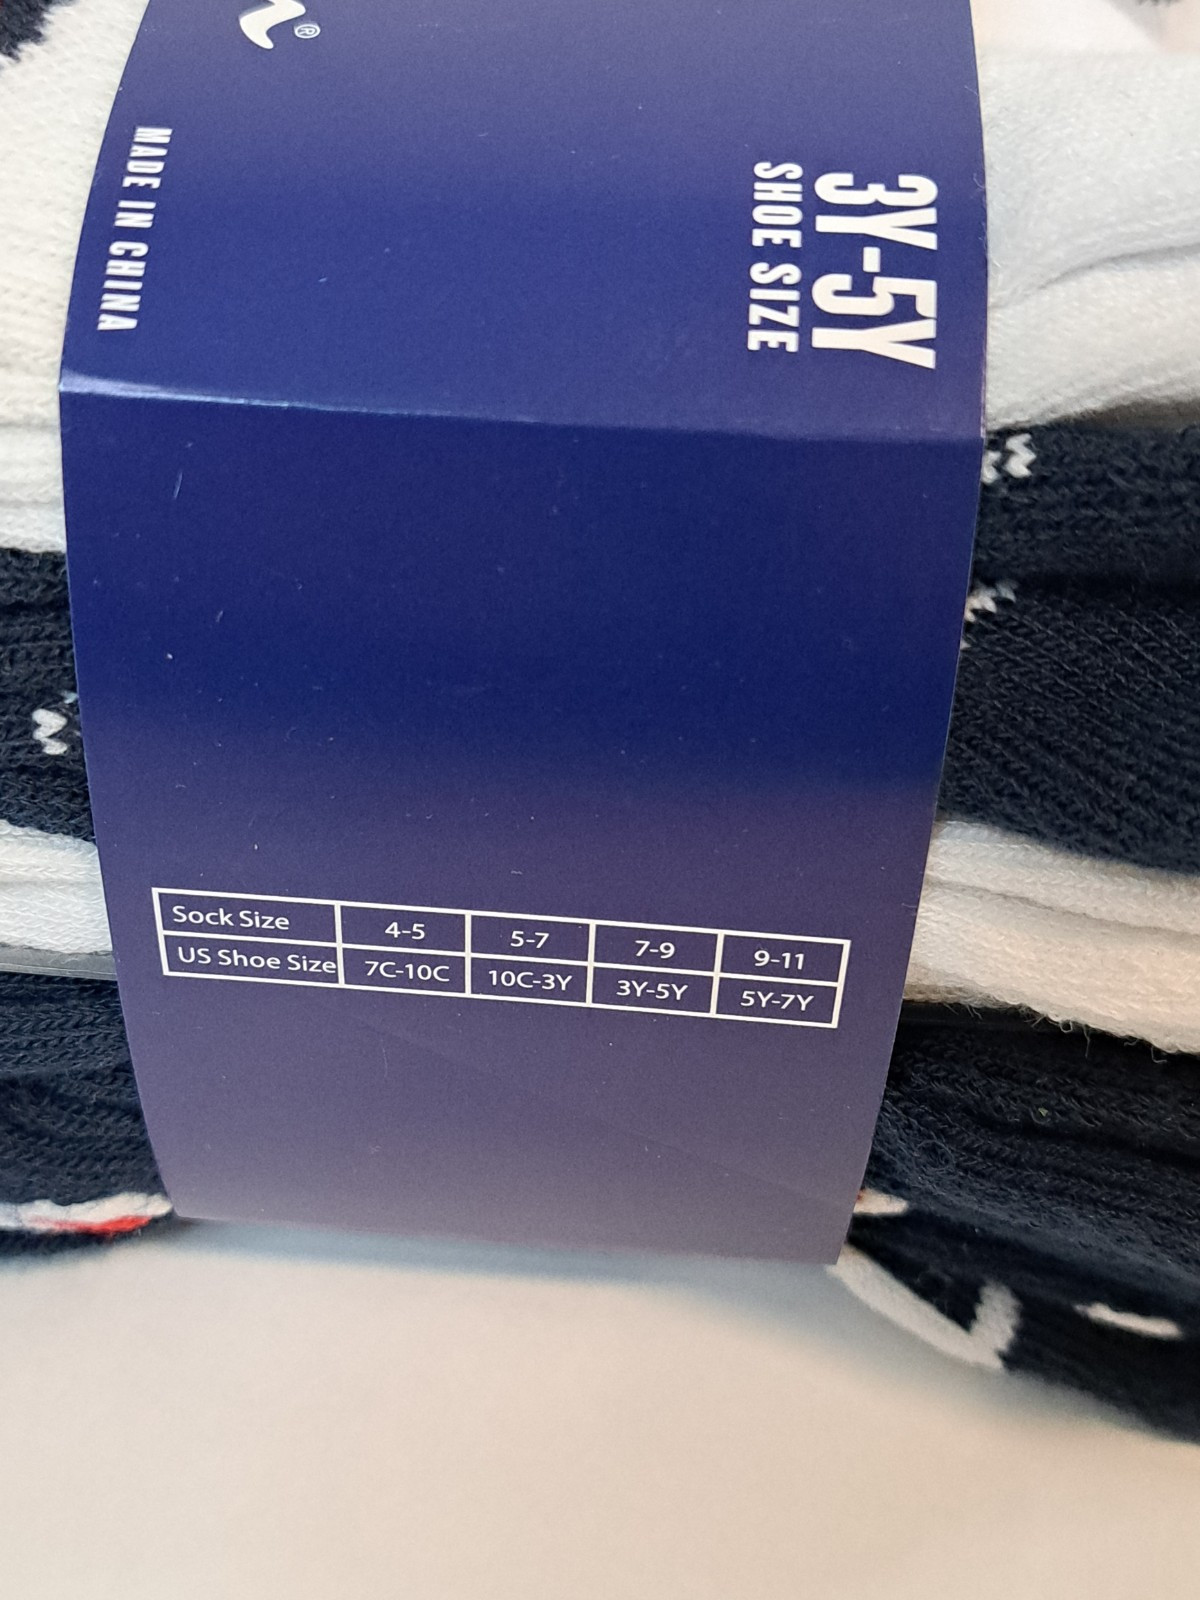 ®
MADE IN CHINA
3Y-5Y
SHOE SIZE
Sock Size 4-5 5-7 7-9 9-11
US Shoe Size 7C-10C 10C-3Y 3Y-5Y 5Y-7Y